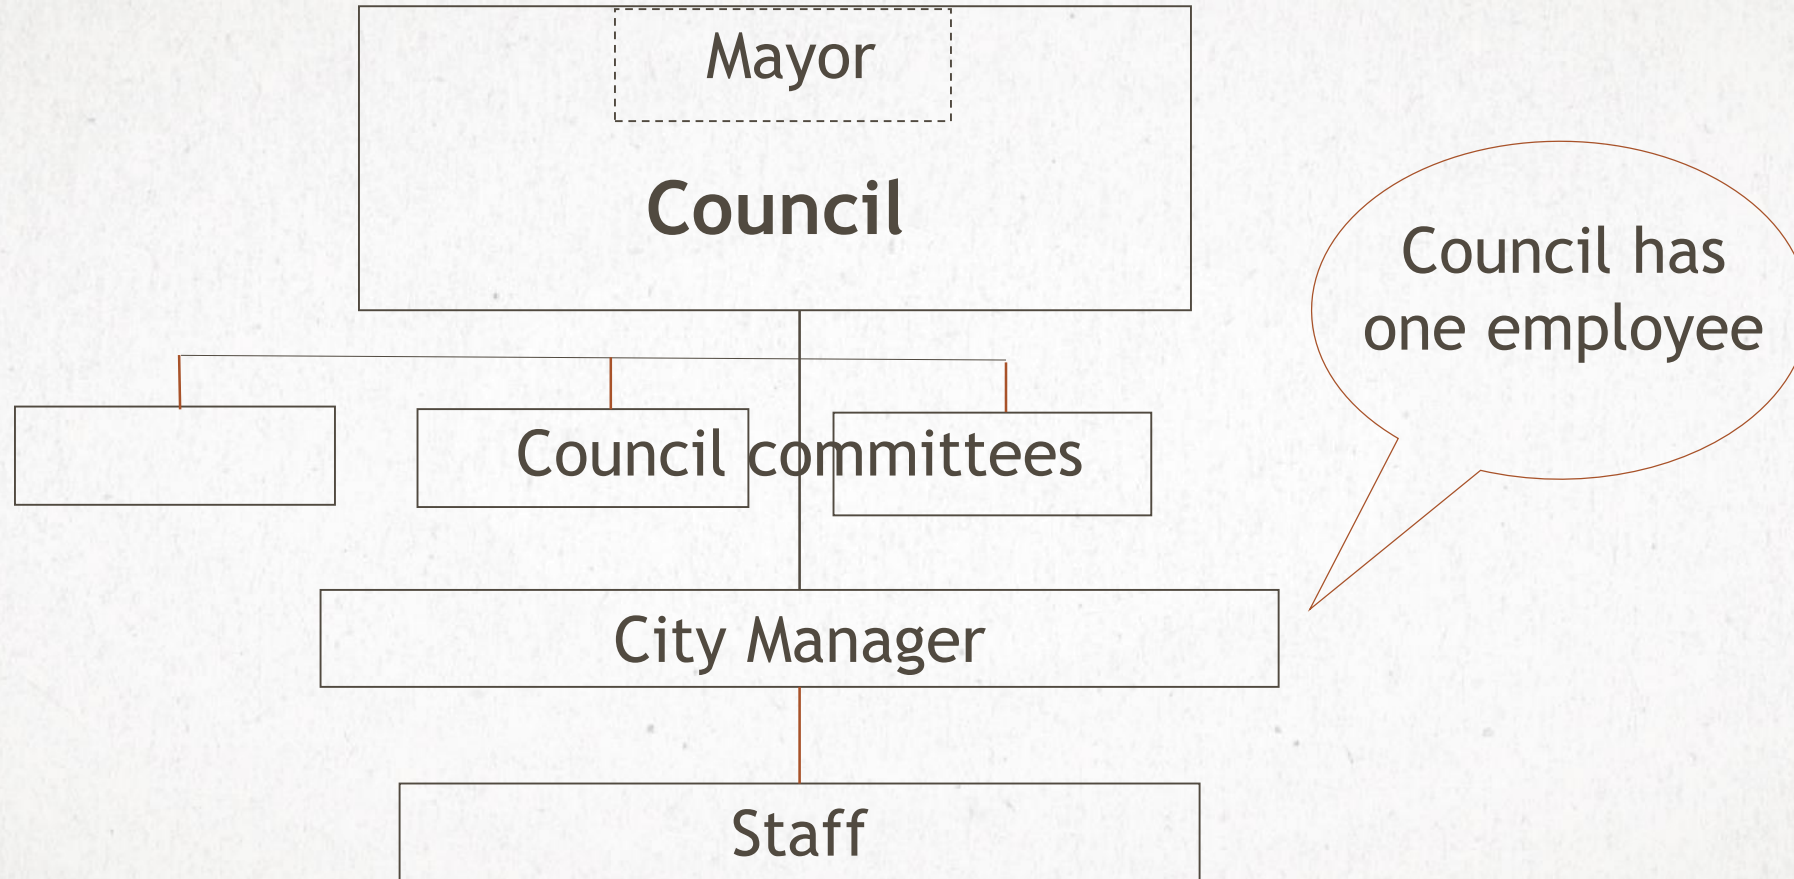 Mayor
Council
Council has
one employee
Council committees
City Manager
Staff